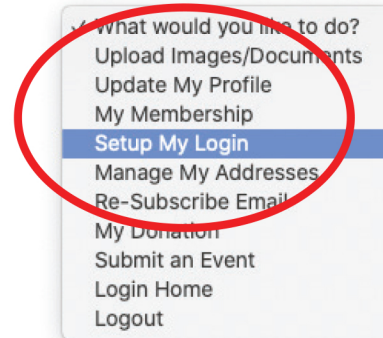 ✓ What would you like to do?
Upload Images/Documents
Update My Profile
My Membership
Setup My Login
Manage My Addresses
Re-Subscribe Email
My Donation
Submit an Event
Login Home
Logout